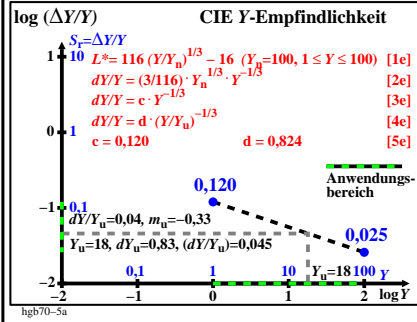 log (ΔY/Y) CIE Y-Empfindlichkeit
S_r=ΔY/Y
1 10 L*= 116 (Y/Y_n)^1/3 − 16 (Y_n=100, 1 ≤ Y ≤ 100) [1e]
dY/Y = (3/116)· Y_n^1/3 · Y^−1/3 [2e]
dY/Y = c · Y^−1/3 [3e]
0 1 dY/Y = d · (Y/Y_u)^−1/3 [4e]
c = 0,120 d = 0,824 [5e]
Anwendungs-
bereich
−1 0,1 0,120
dY/Y_u=0,04, m_u=−0,33 0,025
Y_u=18, dY_u=0,83, (dY/Y)_u=0,045
−2 0,1 1 10 Y_u=18 100 Y
−2 −1 0 1 2 log Y
hgb70−5a